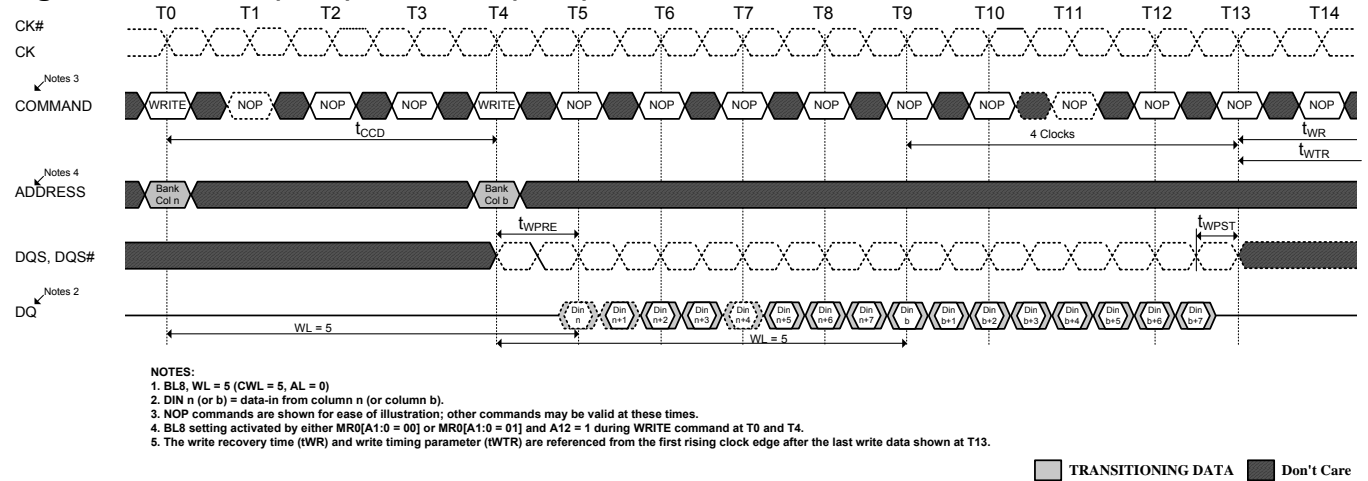 T0 T1 T2 T3 T4 T5 T6 T7 T8 T9 T10 T11 T12 T13 T14
CK#
CK
Notes 3
COMMAND WRITE NOP NOP NOP WRITE NOP NOP NOP NOP NOP NOP NOP NOP NOP NOP
tCCD 4 Clocks tWR
tWTR
Notes 4
ADDRESS
Bank
Col n
Bank
Col b
tWPRE tWPST
DQS, DQS#
Notes 2
DQ
Din n
Din n+1
Din n+2
Din n+3
Din n+4
Din n+5
Din n+6
Din n+7
Din b
Din b+1
Din b+2
Din b+3
Din b+4
Din b+5
Din b+6
Din b+7
WL = 5
WL = 5
NOTES:
1. BL8, WL = 5 (CWL = 5, AL = 0)
2. DIN n (or b) = data-in from column n (or column b).
3. NOP commands are shown for ease of illustration; other commands may be valid at these times.
4. BL8 setting activated by either MR0[A1:0 = 00] or MR0[A1:0 = 01] and A12 = 1 during WRITE command at T0 and T4.
5. The write recovery time (tWR) and write timing parameter (tWTR) are referenced from the first rising clock edge after the last write data shown at T13.
TRANSITIONING DATA Don't Care